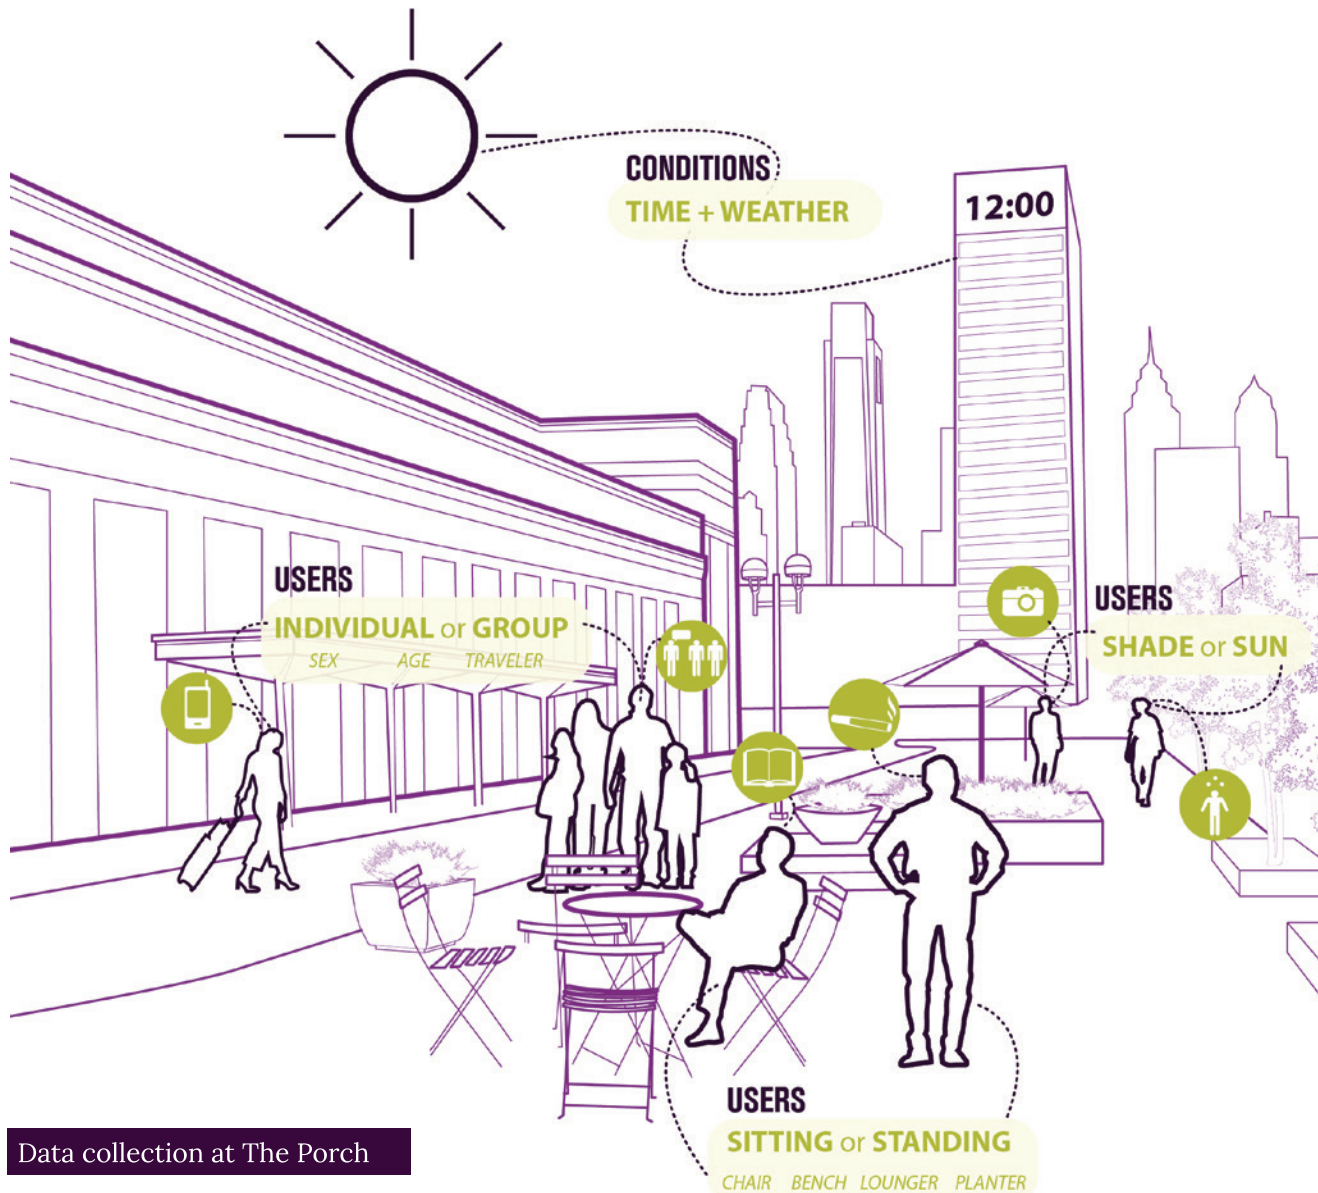 CONDITIONS
TIME + WEATHER
12:00
USERS
INDIVIDUAL or GROUP
SEX AGE TRAVELER
USERS
SHADE or SUN
USERS
SITTING or STANDING
CHAIR BENCH LOUNGER PLANTER
Data collection at The Porch